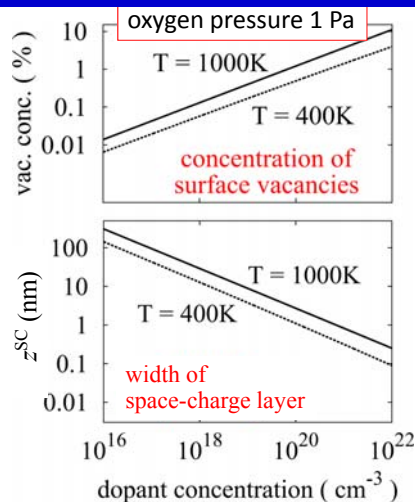 oxygen pressure 1 Pa
vac. conc. ( % )
10
1
0.1
0.01
T = 1000K
T = 400K
concentration of
surface vacancies
z^SC (nm)
100
10
1
0.1
0.01
T = 1000K
T = 400K
width of
space-charge layer
10^16
10^18
10^20
10^22
dopant concentration ( cm^-3 )